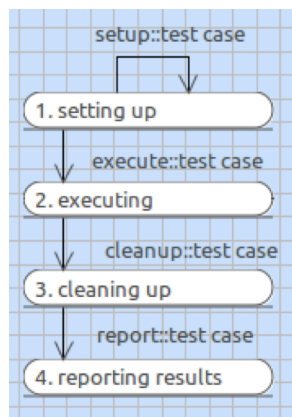 setup::test case
1. setting up
execute::test case
2. executing
cleanup::test case
3. cleaning up
report::test case
4. reporting results